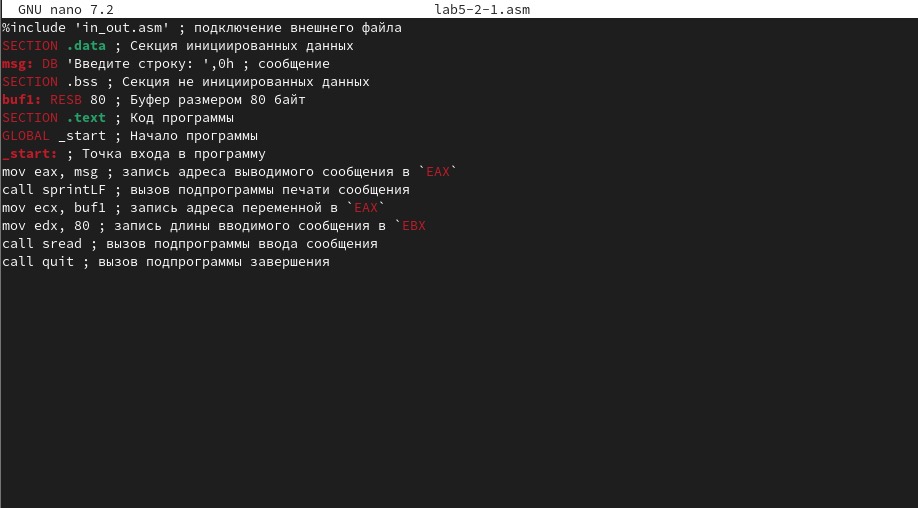 GNU nano 7.2 lab5-2-1.asm
%include 'in_out.asm' ; подключение внешнего файла
SECTION .data ; Секция инициированных данных
msg: DB 'Введите строку: ',0h ; сообщение
SECTION .bss ; Секция не инициированных данных
buf1: RESB 80 ; Буфер размером 80 байт
SECTION .text ; Код программы
GLOBAL _start ; Начало программы
_start: ; Точка входа в программу
mov eax, msg ; запись адреса выводимого сообщения в `EAX`
call sprintLF ; вызов подпрограммы печати сообщения
mov ecx, buf1 ; запись адреса переменной в `EAX`
mov edx, 80 ; запись длины вводимого сообщения в `EBX
call sread ; вызов подпрограммы ввода сообщения
call quit ; вызов подпрограммы завершения